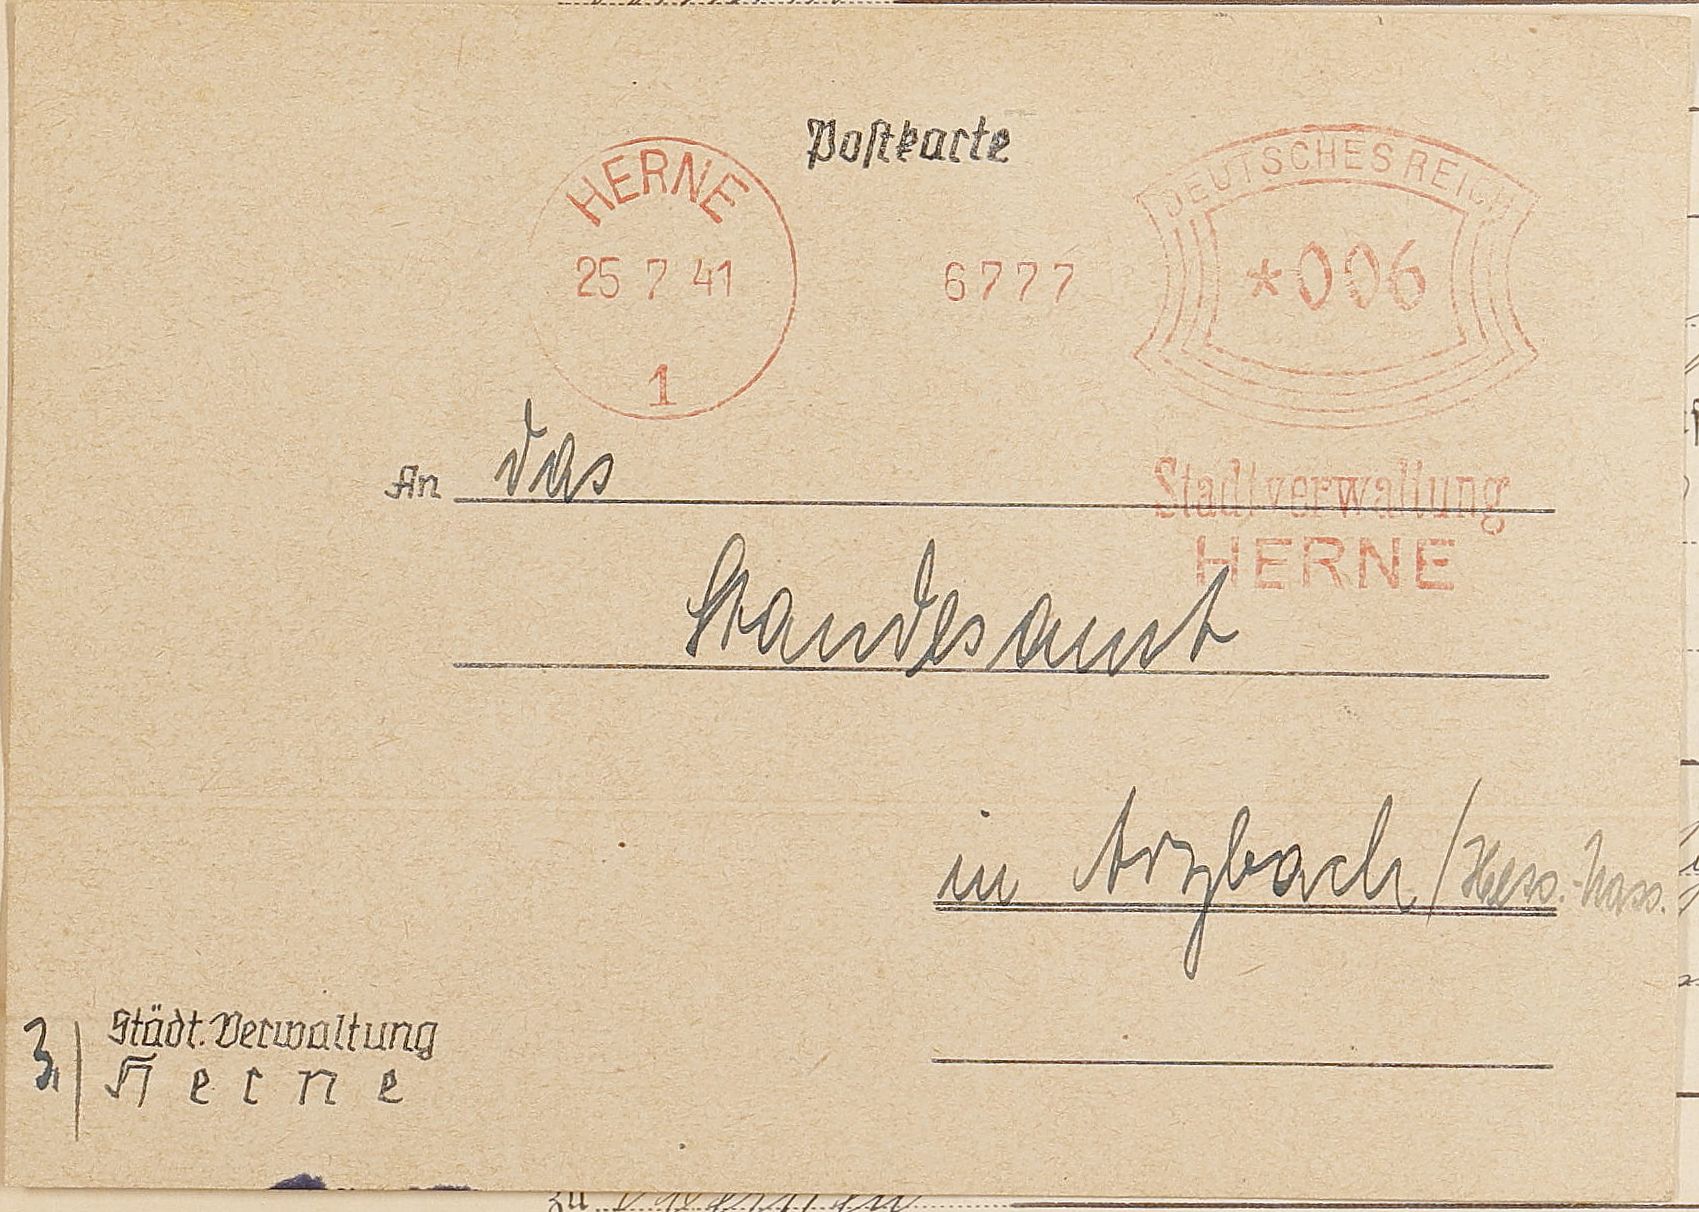 Postkarte
HERNE
25 7 41
1
6777
DEUTSCHES REICH
*006
Stadtverwaltung
HERNE
An das
Standesamt
in Arzbach / Hess.-Nass.
Städt. Verwaltung
Herne
zu